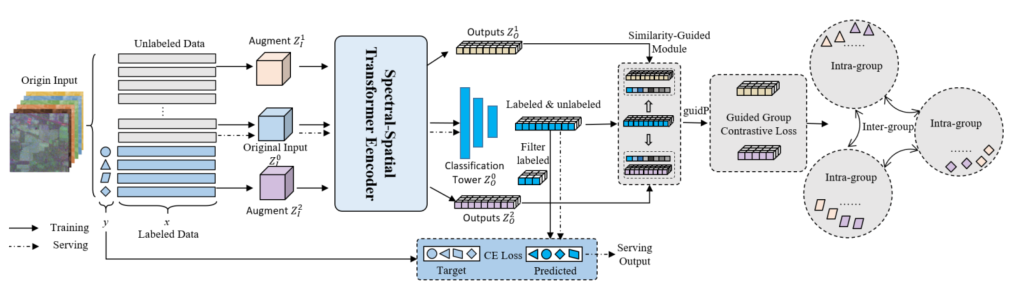 Origin Input
Unlabeled Data
x
Labeled Data
y
Training
Serving
Augment Z_I^1
Original Input
Z_I^0
Augment Z_I^2
Spectral-Spatial
Transformer Eencoder
Outputs Z_O^1
Classification
Tower Z_O^0
Outputs Z_O^2
Labeled & unlabeled
Filter
labeled
Target
CE Loss
Predicted
Serving
Output
Similarity-Guided
Module
guidP
Guided Group
Contrastive Loss
Intra-group
Inter-group
Intra-group
Intra-group